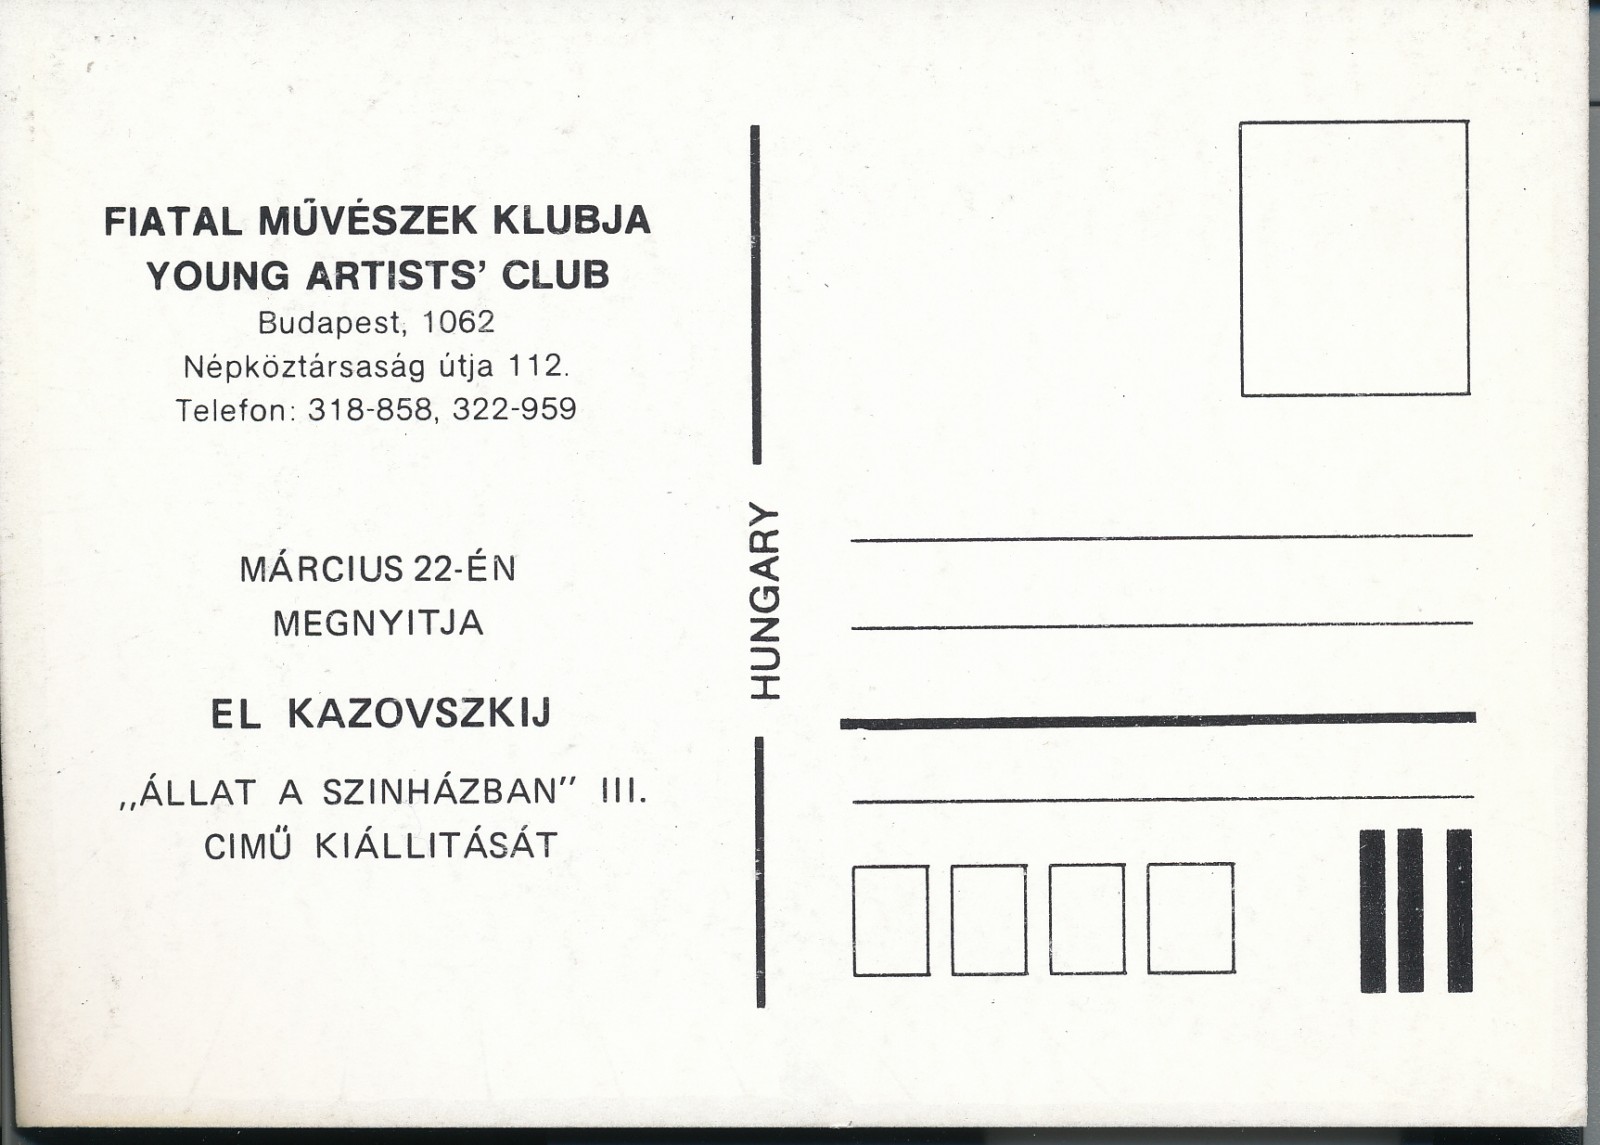 FIATAL MŰVÉSZEK KLUBJA
YOUNG ARTISTS’ CLUB
Budapest, 1062
Népköztársaság útja 112.
Telefon: 318-858, 322-959
MÁRCIUS 22-ÉN
MEGNYITJA
EL KAZOVSZKIJ
„ÁLLAT A SZINHÁZBAN” III.
CIMŰ KIÁLLITÁSÁT
HUNGARY